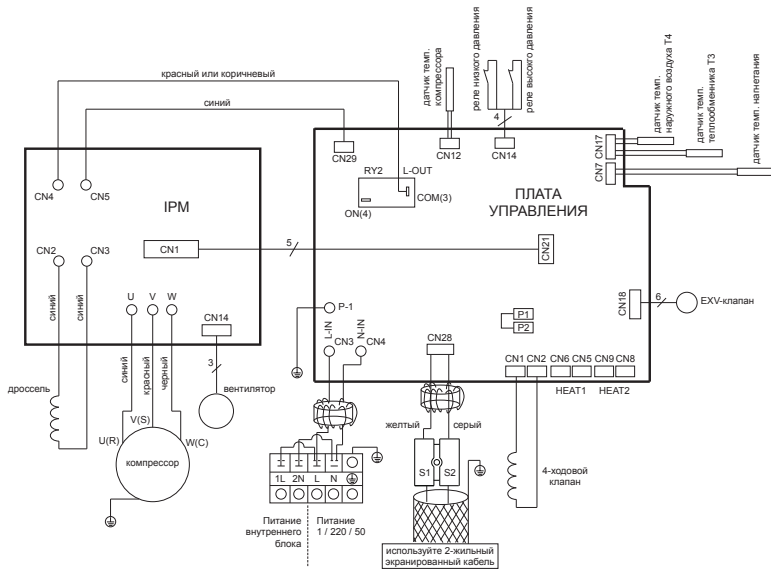 датчик темп.
компрессора
реле низкого давления
реле высокго давления
датчик темп.
наружного воздуха T4
датчик темп.
теплообменника T3
датчик темп. нагнетания
красный или коричневый
синий
4
CN29
CN12
CN14
CN17
CN7
RY2
L-OUT
COM(3)
ON(4)
ПЛАТА
УПРАВЛЕНИЯ
CN4
CN5
IPM
CN2
CN3
CN1
5
CN21
синий
синий
U
V
W
CN14
P-1
L-IN
N-IN
CN3
CN4
CN28
P1
P2
CN18
6
EXV-клапан
CN1
CN2
CN6
CN5
CN9
CN8
HEAT1
HEAT2
дроссель
синий
красный
черный
3
вентилятор
V(S)
U(R)
W(C)
компрессор
желтый
серый
S1
S2
4-ходовой
клапан
1L
2N
L
N
Питание
внутреннего
блока
Питание
1 / 220 / 50
используйте 2-жильный
экранированный кабель